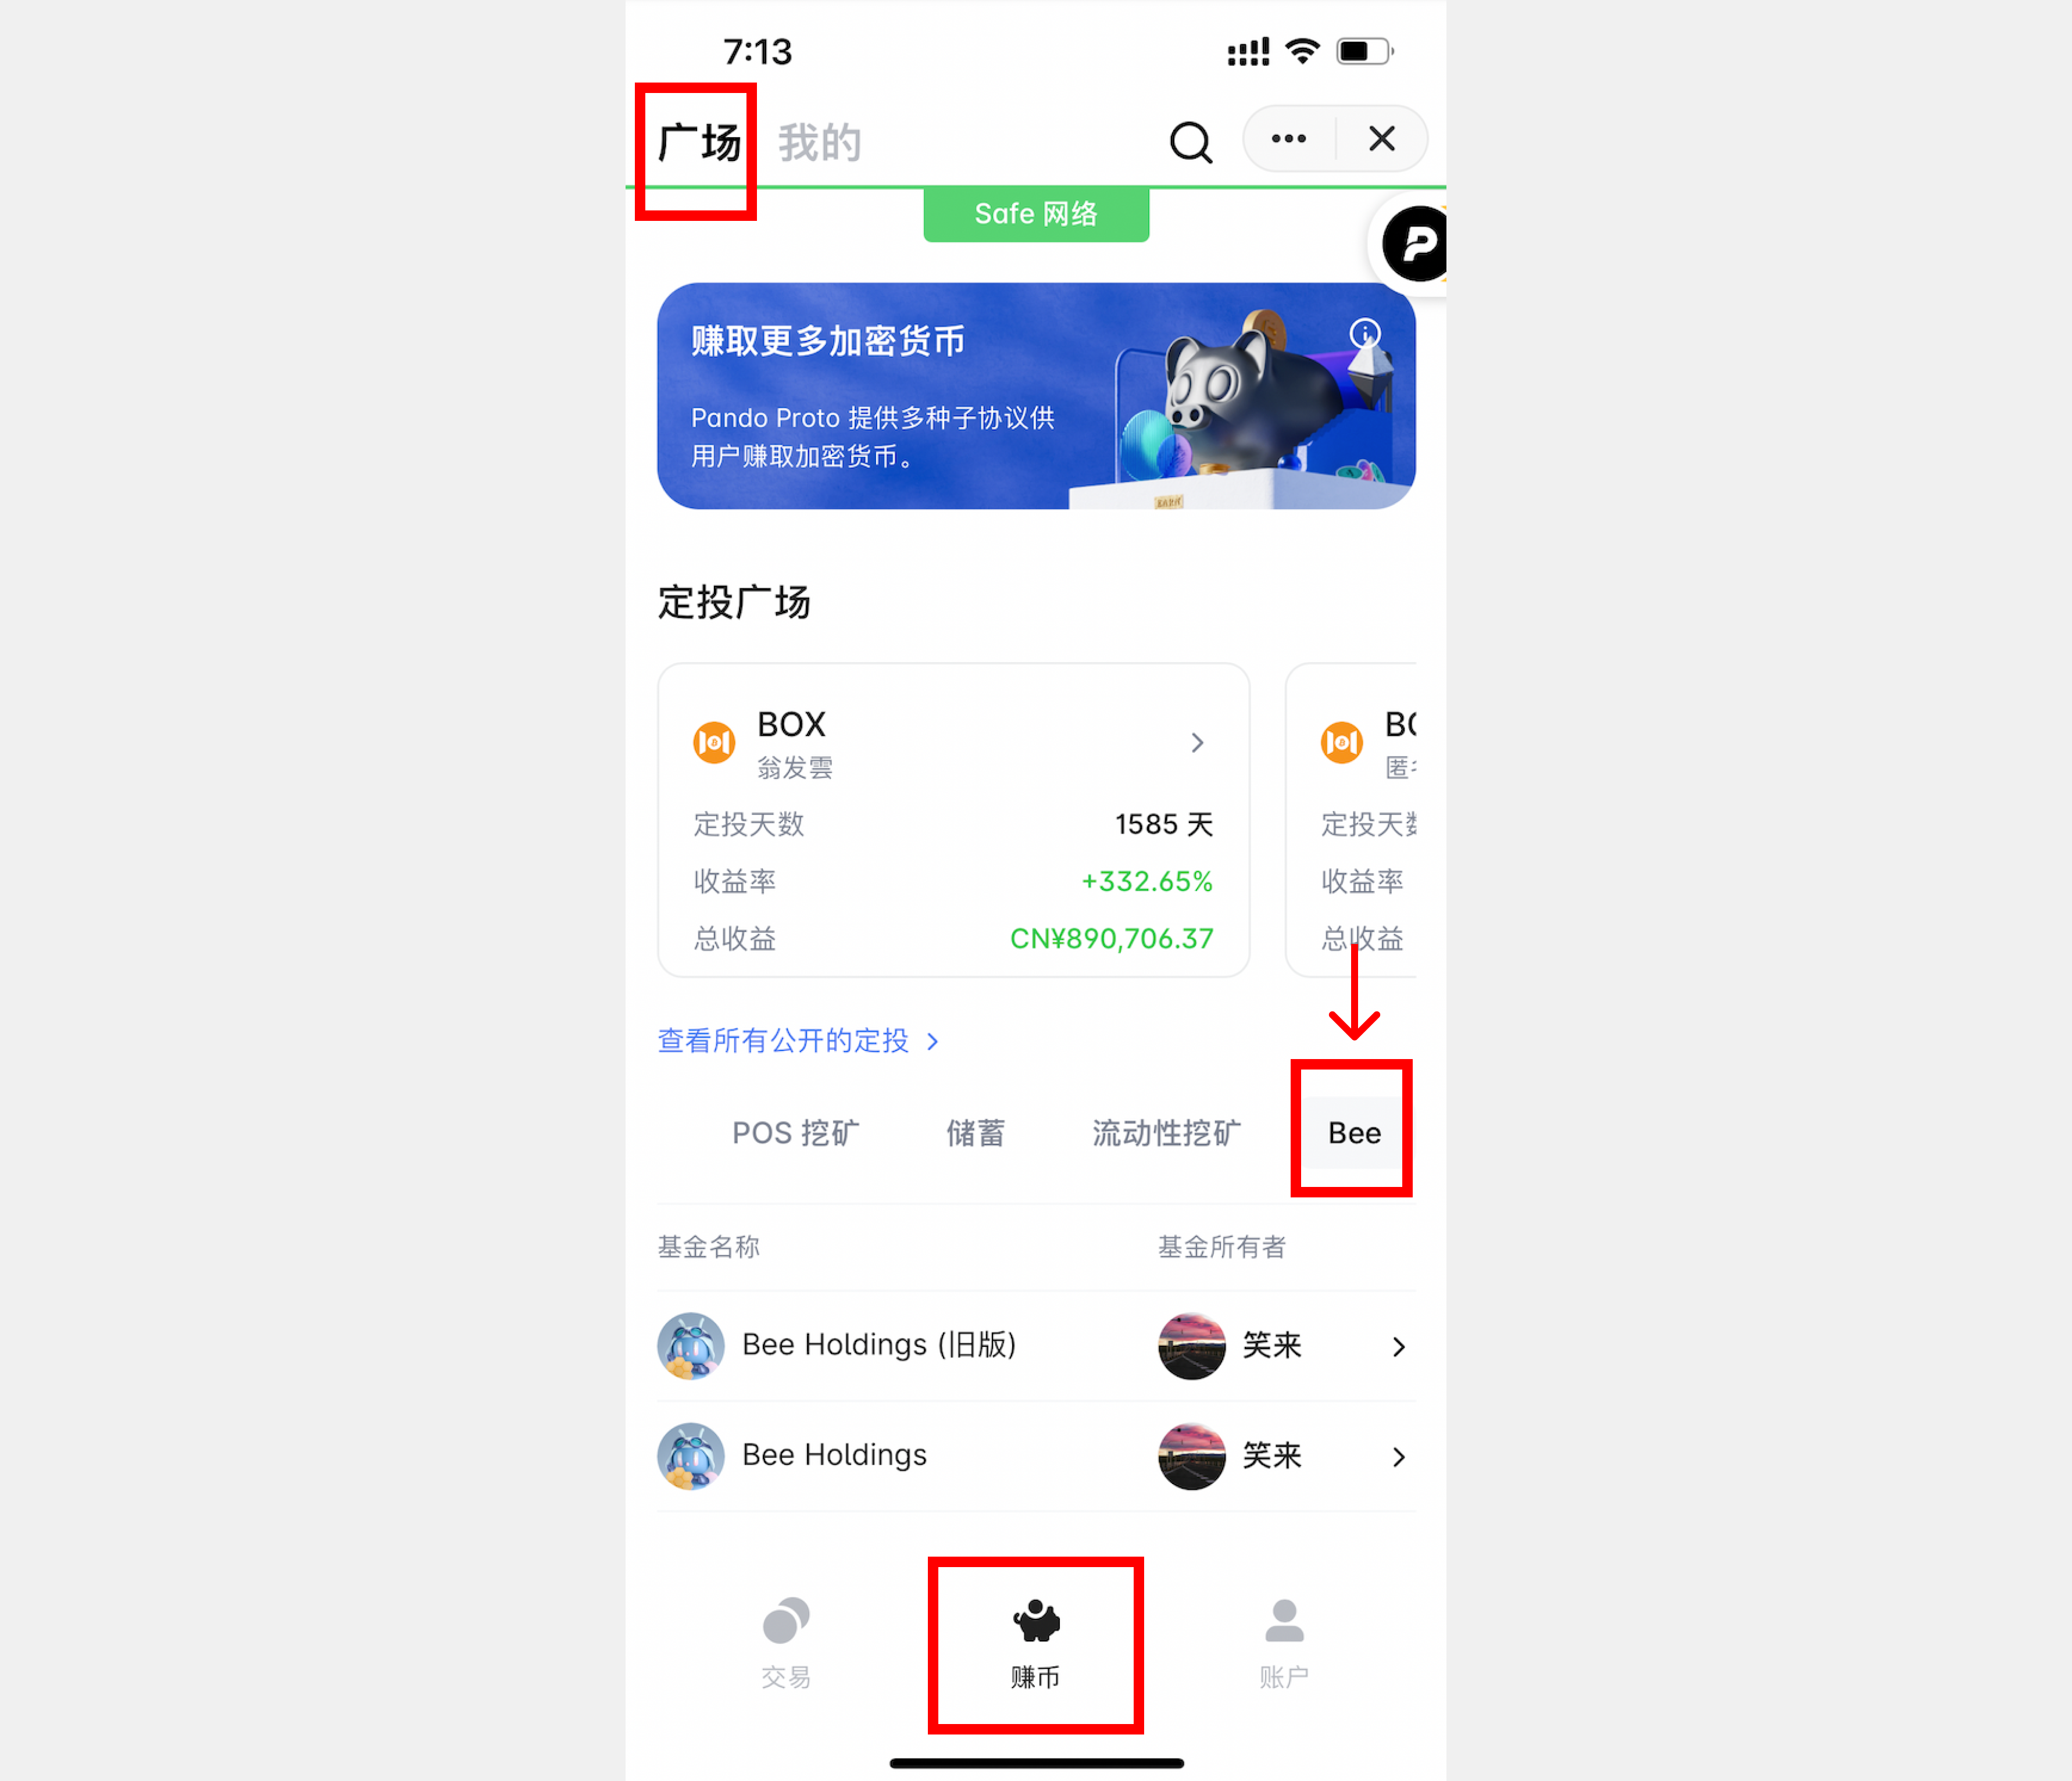 7:13
广场 我的
Safe 网络
赚取更多加密货币
Pando Proto 提供多种子协议供
用户赚取加密货币。
定投广场
BOX
翁发雲
定投天数 1585 天
收益率 +332.65%
总收益 CN¥890,706.37
定投天
收益率
总收益
查看所有公开的定投
POS 挖矿 储蓄 流动性挖矿 Bee
基金名称 基金所有者
Bee Holdings (旧版) 笑来
Bee Holdings 笑来
交易 赚币 账户